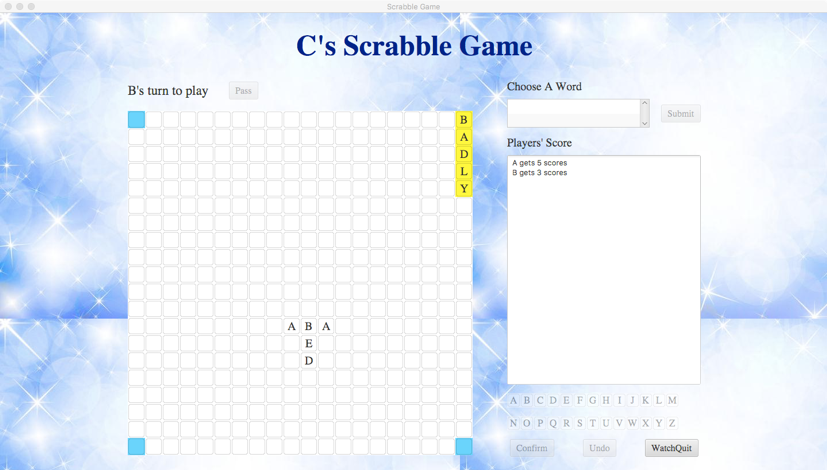 Scrabble Game
C's Scrabble Game
B's turn to play
Pass
Choose A Word
Submit
Players' Score
A gets 5 scores
B gets 3 scores
B
A
D
L
Y
A B A
E
D
A B C D E F G H I J K L M
N O P Q R S T U V W X Y Z
Confirm
Undo
WatchQuit